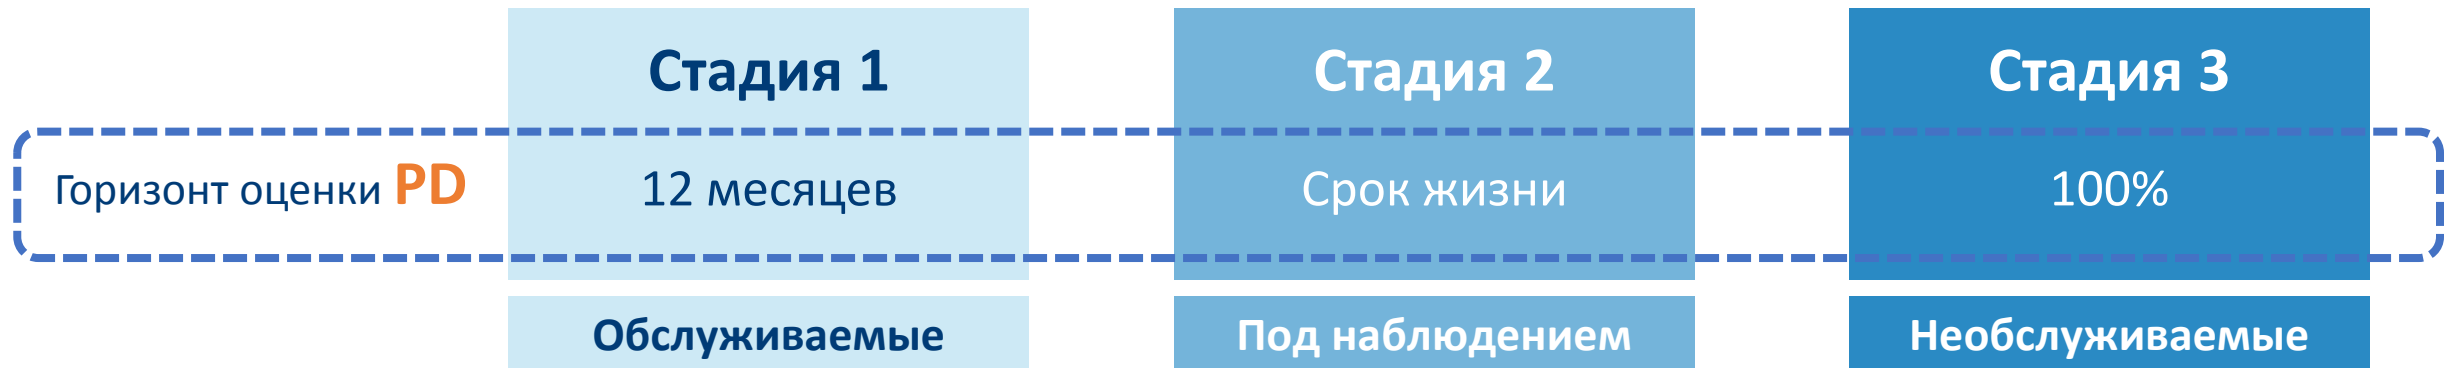 Стадия 1
Стадия 2
Стадия 3
Горизонт оценки PD
12 месяцев
Срок жизни
100%
Обслуживаемые
Под наблюдением
Необслуживаемые